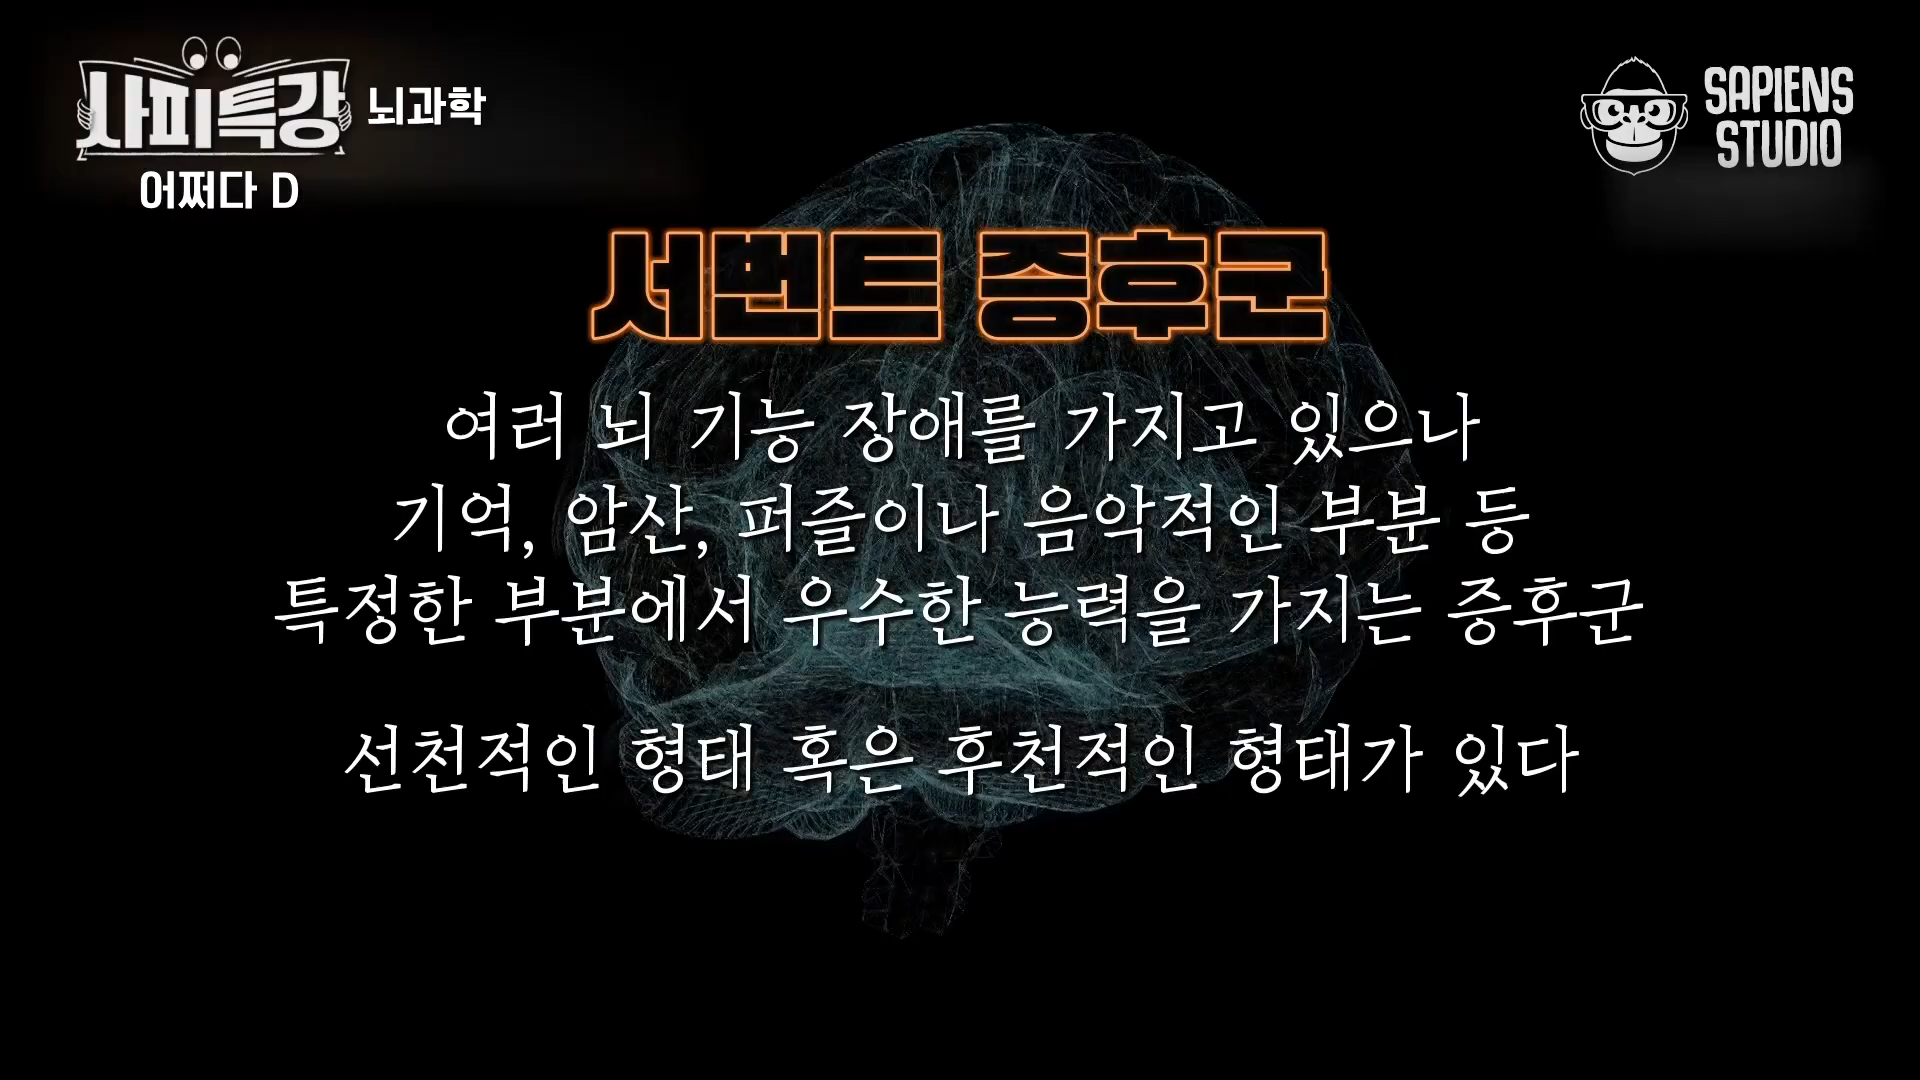 사피특강 뇌과학
어쩌다 D
SAPIENS
STUDIO
서번트 증후군
여러 뇌 기능 장애를 가지고 있으나
기억, 암산, 퍼즐이나 음악적인 부분 등
특정한 부분에서 우수한 능력을 가지는 증후군
선천적인 형태 혹은 후천적인 형태가 있다